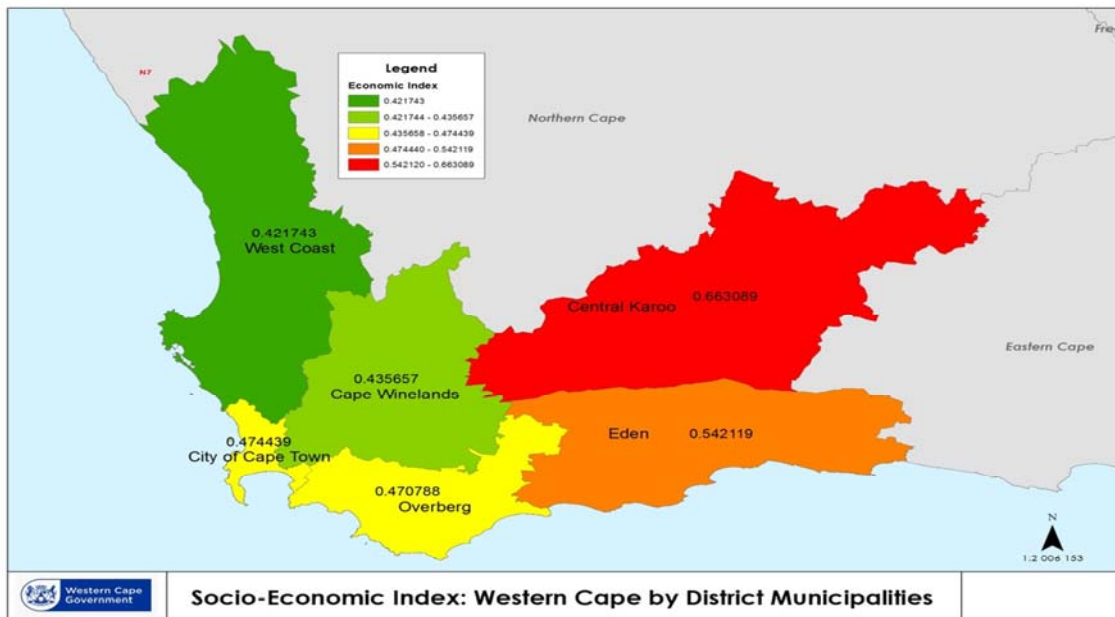 Fre
N7
Legend
Economic Index
0.421743
0.421744 - 0.435657
0.435658 - 0.474439
0.474440 - 0.542119
0.542120 - 0.663089
Northern Cape
0.421743
West Coast
Central Karoo 0.663089
Eastern Cape
0.435657
Cape Winelands
0.474439
City of Cape Town
Eden 0.542119
0.470788
Overberg
N
1:2 006 153
Western Cape
Government
Socio-Economic Index: Western Cape by District Municipalities